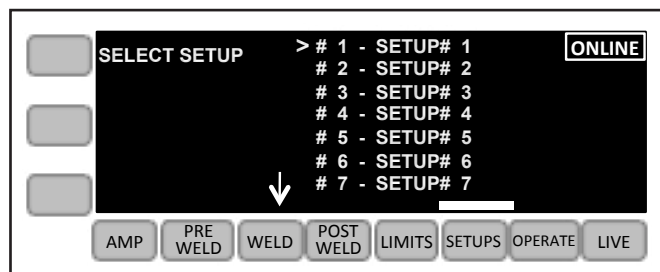 SELECT SETUP
> # 1 - SETUP# 1
ONLINE
# 2 - SETUP# 2
# 3 - SETUP# 3
# 4 - SETUP# 4
# 5 - SETUP# 5
# 6 - SETUP# 6
# 7 - SETUP# 7
AMP
PRE
WELD
WELD
POST
WELD
LIMITS
SETUPS
OPERATE
LIVE